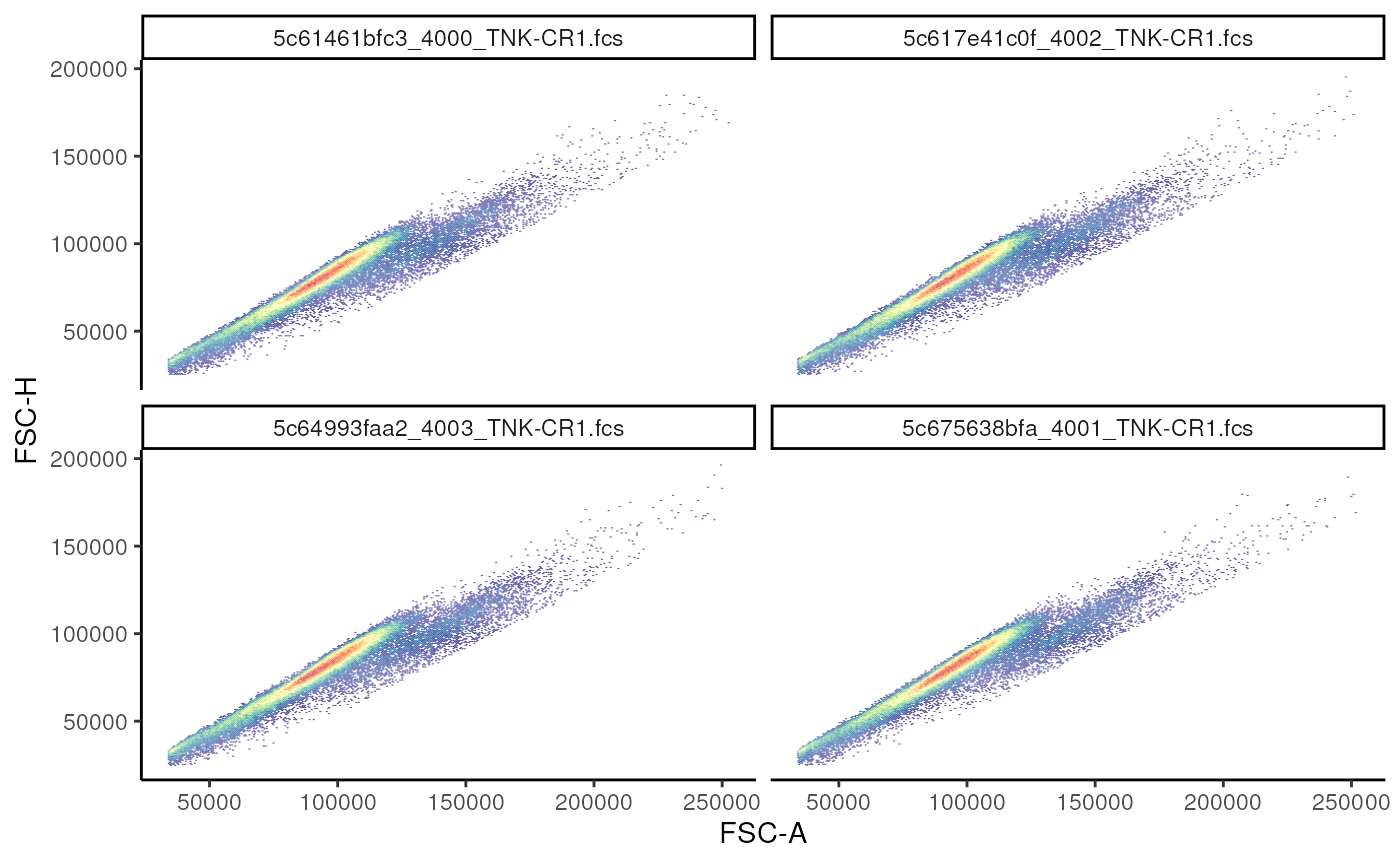 5c61461bfc3_4000_TNK-CR1.fcs
5c617e41c0f_4002_TNK-CR1.fcs
200000
150000
100000
50000
FSC-H
5c64993faa2_4003_TNK-CR1.fcs
5c675638bfa_4001_TNK-CR1.fcs
200000
150000
100000
50000
50000 100000 150000 200000 250000
50000 100000 150000 200000 250000
FSC-A